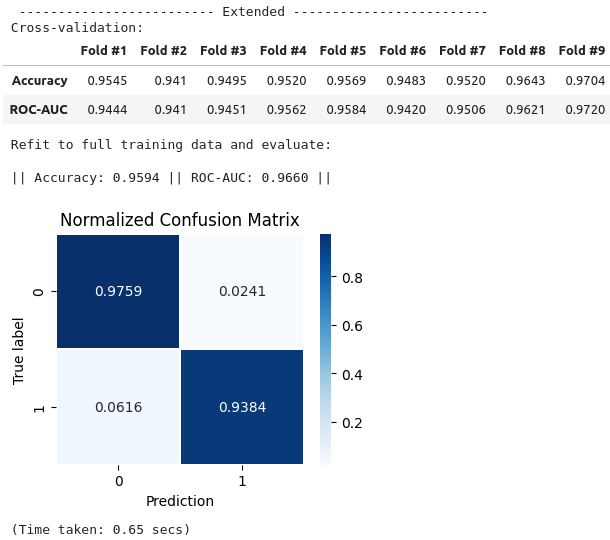 ------------------------- Extended -------------------------
Cross-validation:
Fold #1 Fold #2 Fold #3 Fold #4 Fold #5 Fold #6 Fold #7 Fold #8 Fold #9
Accuracy 0.9545 0.941 0.9495 0.9520 0.9569 0.9483 0.9520 0.9643 0.9704
ROC-AUC 0.9444 0.941 0.9451 0.9562 0.9584 0.9420 0.9506 0.9621 0.9720
Refit to full training data and evaluate:
|| Accuracy: 0.9594 || ROC-AUC: 0.9660 ||
Normalized Confusion Matrix
True label
0
0.9759 0.0241
1
0.0616 0.9384
0 1
Prediction
0.8
0.6
0.4
0.2
(Time taken: 0.65 secs)